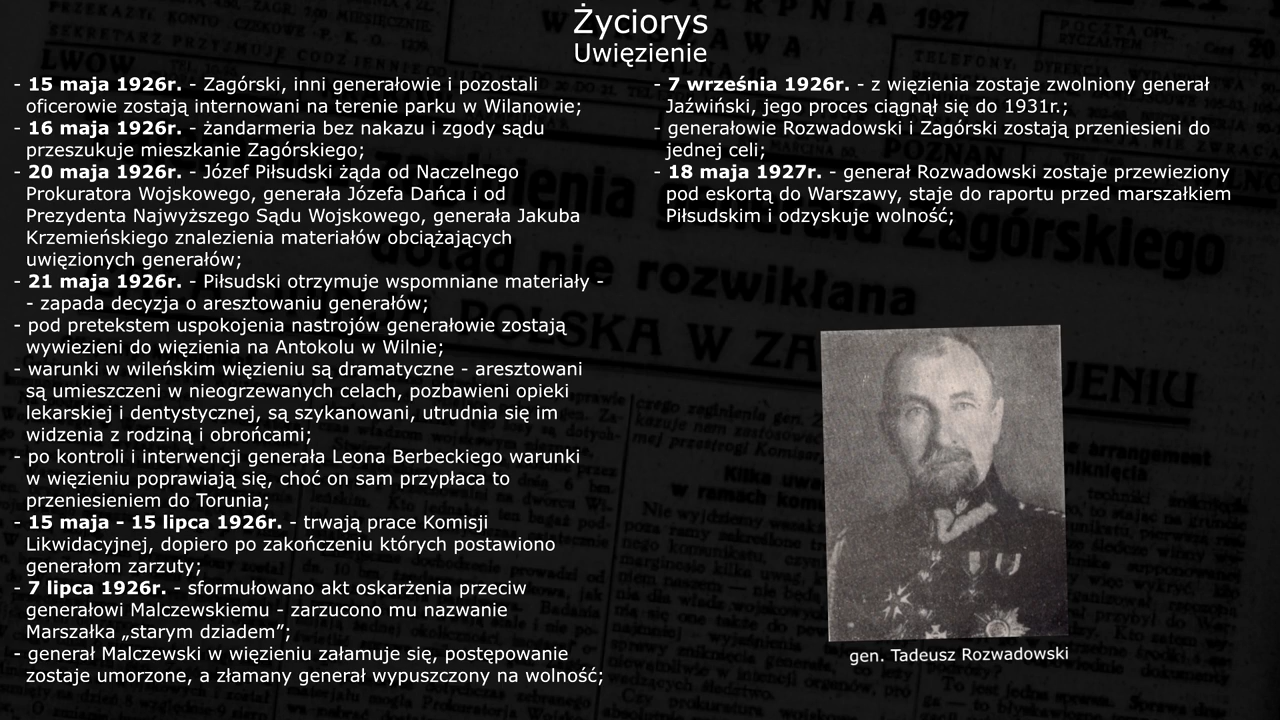 Życiorys
Uwięzienie
- 15 maja 1926r. - Zagórski, inni generałowie i pozostali
oficerowie zostają internowani na terenie parku w Wilanowie;
- 16 maja 1926r. - żandarmeria bez nakazu i zgody sądu
przeszukuje mieszkanie Zagórskiego;
- 20 maja 1926r. - Józef Piłsudski żąda od Naczelnego
Prokuratora Wojskowego, generała Józefa Dańca i od
Prezydenta Najwyższego Sądu Wojskowego, generała Jakuba
Krzemieńskiego znalezienia materiałów obciążających
uwięzionych generałów;
- 21 maja 1926r. - Piłsudski otrzymuje wspomniane materiały -
- zapada decyzja o aresztowaniu generałów;
- pod pretekstem uspokojenia nastrojów generałowie zostają
wywiezieni do więzienia na Antokolu w Wilnie;
- warunki w wileńskim więzieniu są dramatyczne - aresztowani
są umieszczeni w nieogrzewanych celach, pozbawieni opieki
lekarskiej i dentystycznej, są szykanowani, utrudnia się im
widzenia z rodziną i obrońcami;
- po kontroli i interwencji generała Leona Berbeckiego warunki
w więzieniu poprawiają się, choć on sam przypłaca to
przeniesieniem do Torunia;
- 15 maja - 15 lipca 1926r. - trwają prace Komisji
Likwidacyjnej, dopiero po zakończeniu których postawiono
generałom zarzuty;
- 7 lipca 1926r. - sformułowano akt oskarżenia przeciw
generałowi Malczewskiemu - zarzucono mu nazwanie
Marszałka „starym dziadem”;
- generał Malczewski w więzieniu załamuje się, postępowanie
zostaje umorzone, a złamany generał wypuszczony na wolność;
- 7 września 1926r. - z więzienia zostaje zwolniony generał
Jaźwiński, jego proces ciągnął się do 1931r.;
- generałowie Rozwadowski i Zagórski zostają przeniesieni do
jednej celi;
- 18 maja 1927r. - generał Rozwadowski zostaje przewieziony
pod eskortą do Warszawy, staje do raportu przed marszałkiem
Piłsudskim i odzyskuje wolność;
gen. Tadeusz Rozwadowski
generała Zagórskiego
dotąd nie rozwikłana
POLSKA W